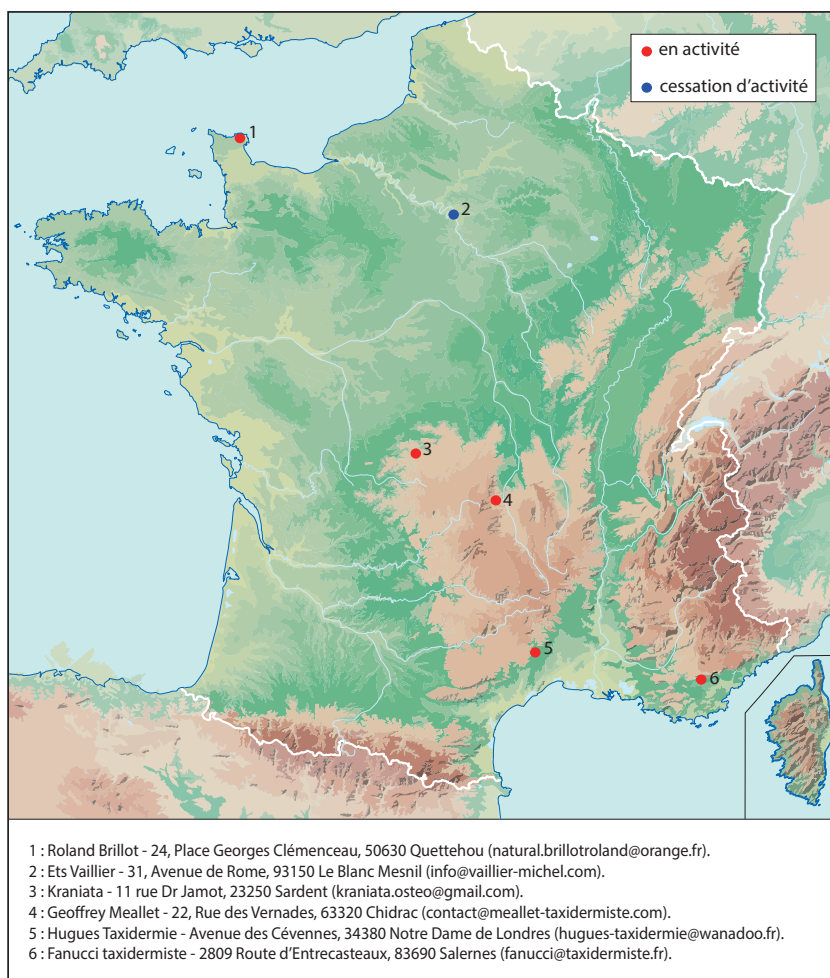 en activité
cessation d'activité
1
2
3
4
5
6
1 : Roland Brillot - 24, Place Georges Clémenceau, 50630 Quettehou (natural.brillotroland@orange.fr).
2 : Ets Vaillier - 31, Avenue de Rome, 93150 Le Blanc Mesnil (info@vaillier-michel.com).
3 : Kraniata - 11 rue Dr Jamot, 23250 Sardent (kraniata.osteo@gmail.com).
4 : Geoffrey Meallet - 22, Rue des Vernades, 63320 Chidrac (contact@meallet-taxidermiste.com).
5 : Hugues Taxidermie - Avenue des Cévennes, 34380 Notre Dame de Londres (hugues-taxidermie@wanadoo.fr).
6 : Fanucci taxidermiste - 2809 Route d'Entrecasteaux, 83690 Salernes (fanucci@taxidermiste.fr).